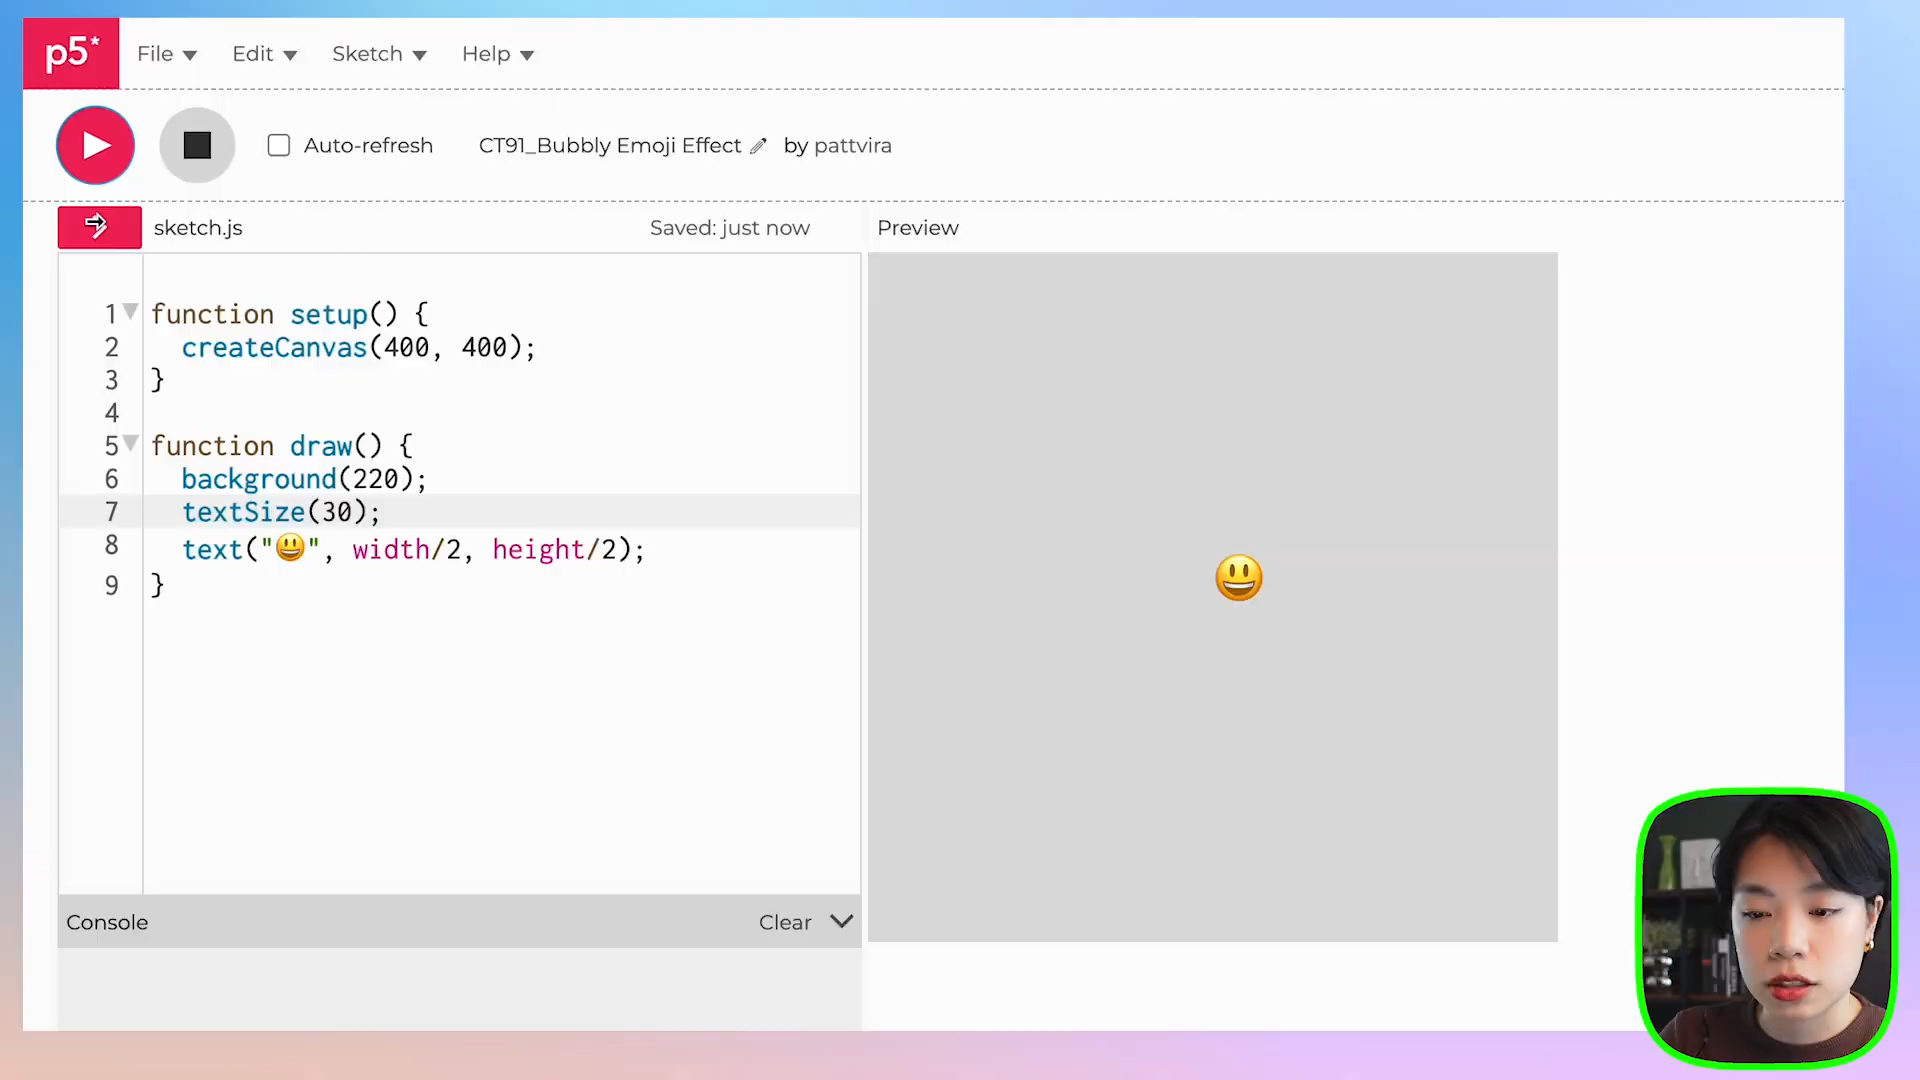 p5*
File Edit Sketch Help
Auto-refresh CT91_Bubbly Emoji Effect by pattvira
sketch.js Saved: just now Preview
1 function setup() {
2 createCanvas(400, 400);
3 }
4
5 function draw() {
6 background(220);
7 textSize(30);
8 text("😃", width/2, height/2);
9 }
Console Clear